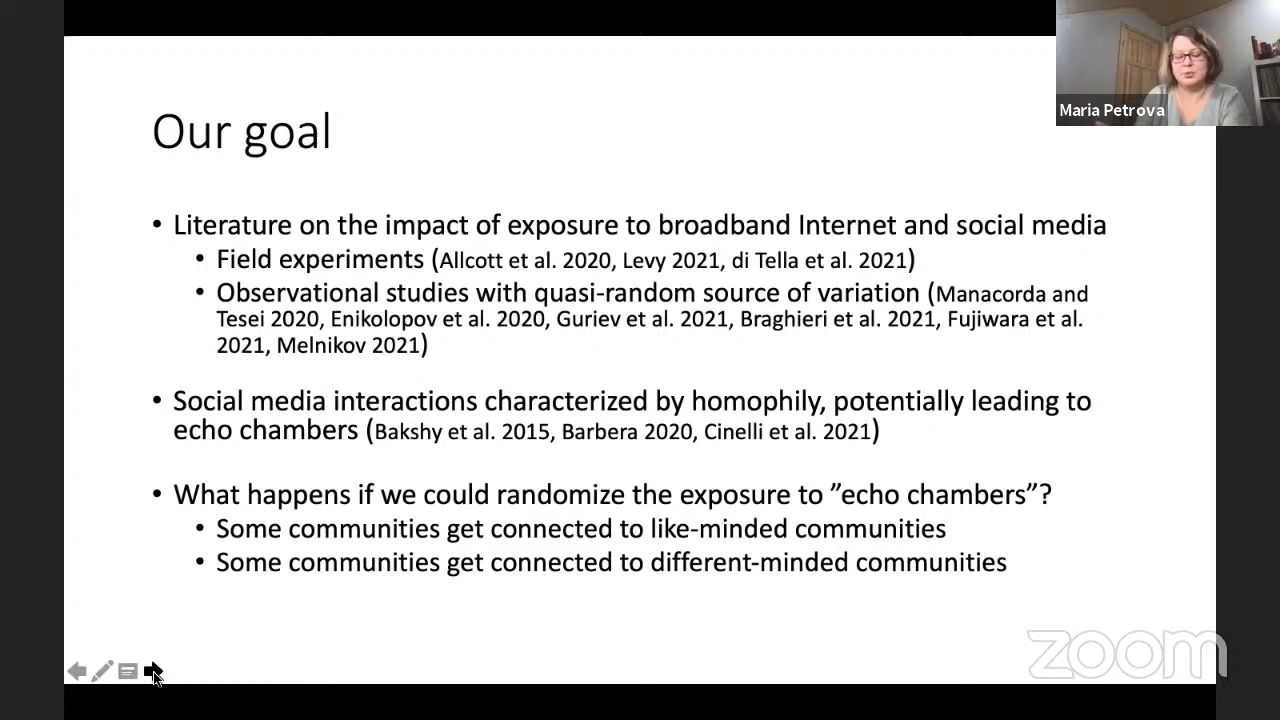 Maria Petrova
Our goal
• Literature on the impact of exposure to broadband Internet and social media
• Field experiments (Allcott et al. 2020, Levy 2021, di Tella et al. 2021)
• Observational studies with quasi-random source of variation (Manacorda and
Tesei 2020, Enikolopov et al. 2020, Guriev et al. 2021, Braghieri et al. 2021, Fujiwara et al.
2021, Melnikov 2021)
• Social media interactions characterized by homophily, potentially leading to
echo chambers (Bakshy et al. 2015, Barbera 2020, Cinelli et al. 2021)
• What happens if we could randomize the exposure to ”echo chambers”?
• Some communities get connected to like-minded communities
• Some communities get connected to different-minded communities
zoom